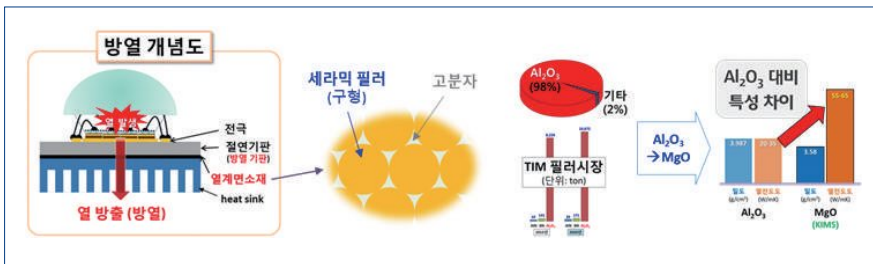 방열 개념도
열 발생
전극
절연기판
(방열 기판)
열계면소재
heat sink
열 방출 (방열)
세라믹 필러
(구형)
고분자
Al₂O₃
(98%)
기타
(2%)
TIM 필러시장
(단위: ton)
Al₂O₃
→MgO
Al₂O₃ 대비
특성 차이
3.987
20-35
3.58
55-65
밀도
(g/cm³)
열전도도
(W/mK)
밀도
(g/cm³)
열전도도
(W/mK)
Al₂O₃
MgO
(KIMS)